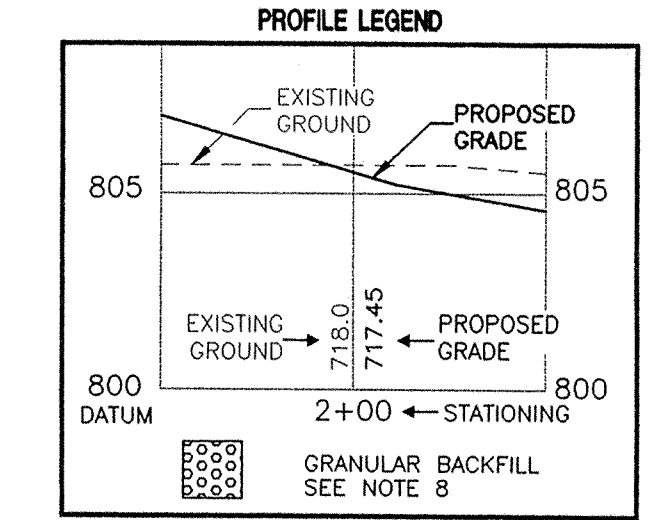 PROFILE LEGEND
EXISTING
GROUND
PROPOSED
GRADE
805
805
EXISTING
GROUND
718.0
717.45
PROPOSED
GRADE
800
800
DATUM
2+00
STATIONING
GRANULAR BACKFILL
SEE NOTE 8